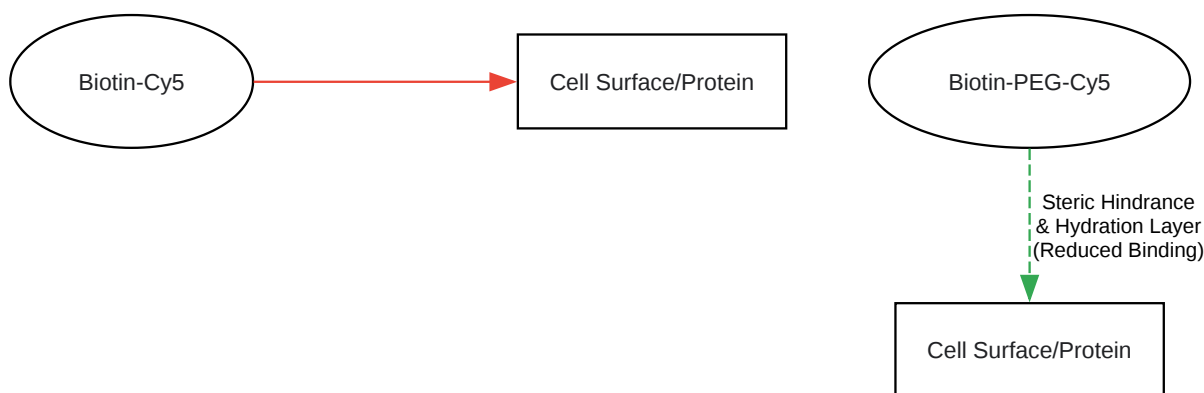 Biotin-Cy5
Cell Surface/Protein
Biotin-PEG-Cy5
Steric Hindrance
& Hydration Layer
(Reduced Binding)
Cell Surface/Protein